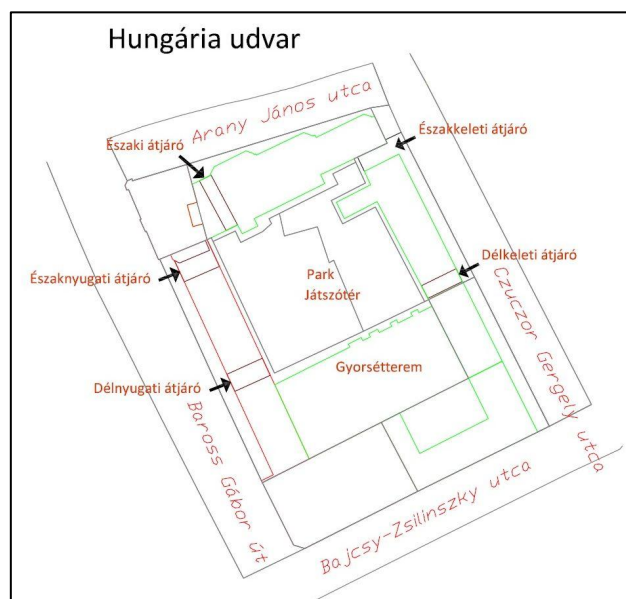 Hungária udvar
Arany János utca
Északi átjáró
Északkeleti átjáró
Északnyugati átjáró
Park
Játszótér
Délkeleti átjáró
Czuczor Gergely utda
Gyorsétterem
Délnyugati átjáró
Baross Gábor út
Bajcsy-Zsilinszky utca